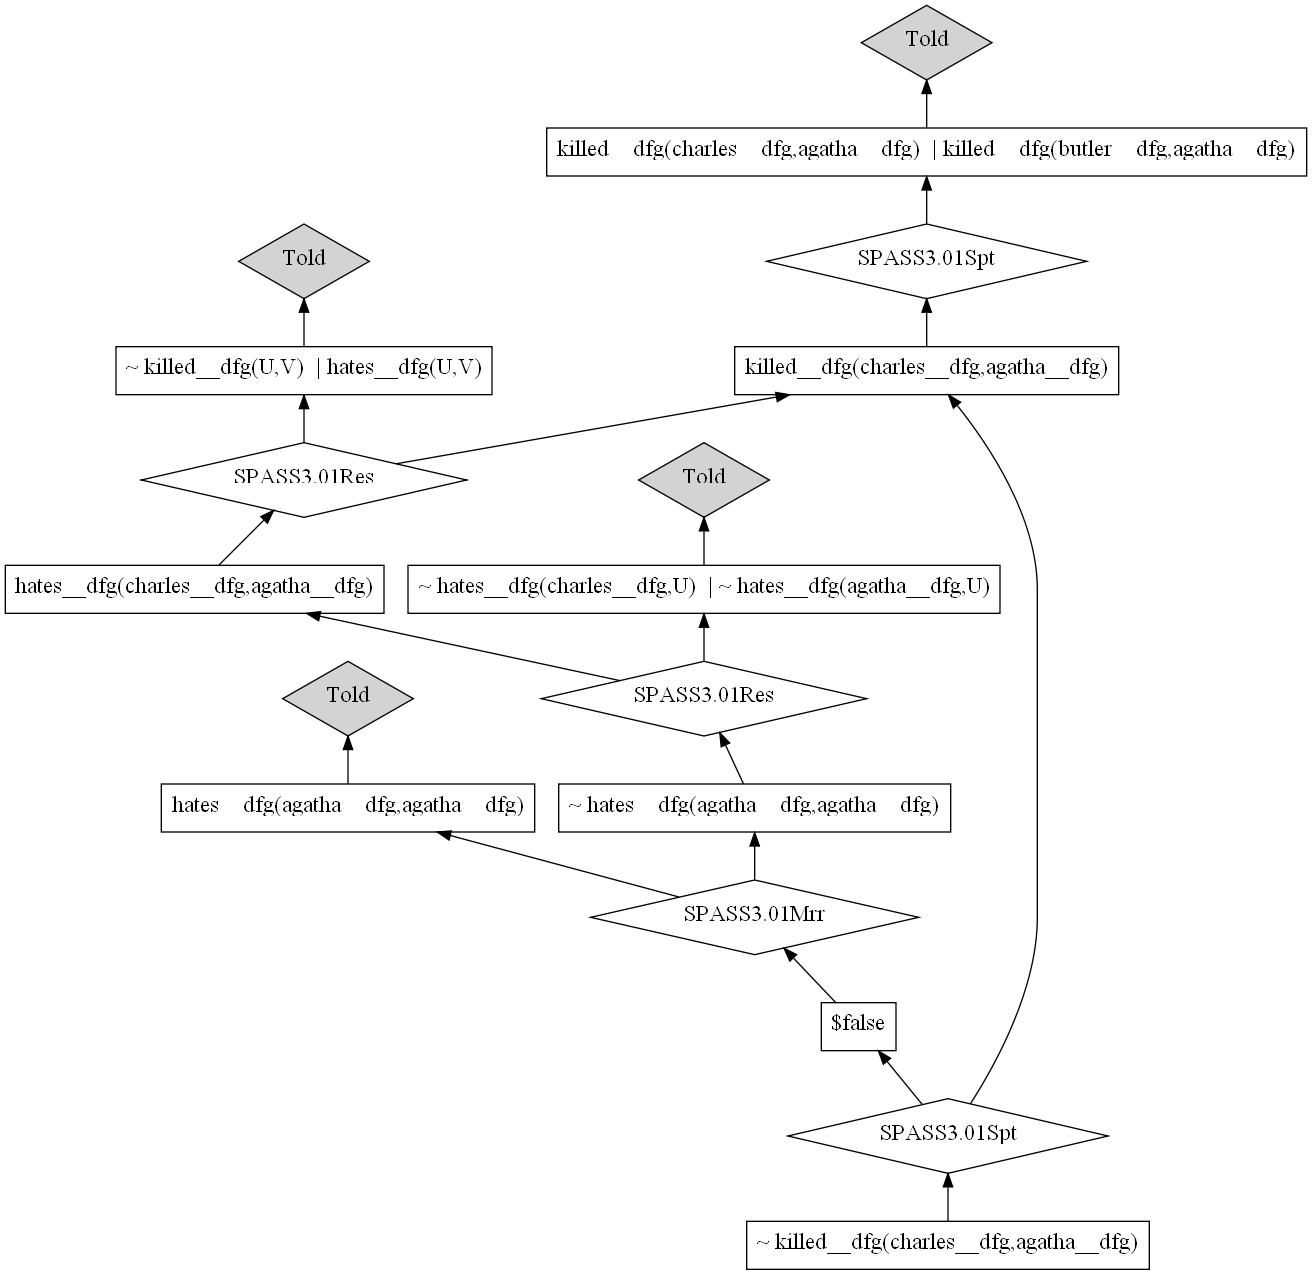 Told
killed dfg(charles dfg,agatha dfg) | killed dfg(butler dfg,agatha dfg)
Told
SPASS3.01Spt
~ killed__dfg(U,V) | hates__dfg(U,V)
killed__dfg(charles__dfg,agatha__dfg)
SPASS3.01Res
Told
hates__dfg(charles__dfg,agatha__dfg)
~ hates__dfg(charles__dfg,U) | ~ hates__dfg(agatha__dfg,U)
Told
SPASS3.01Res
hates dfg(agatha dfg,agatha dfg)
~ hates dfg(agatha dfg,agatha dfg)
SPASS3.01Mrr
$false
SPASS3.01Spt
~ killed__dfg(charles__dfg,agatha__dfg)